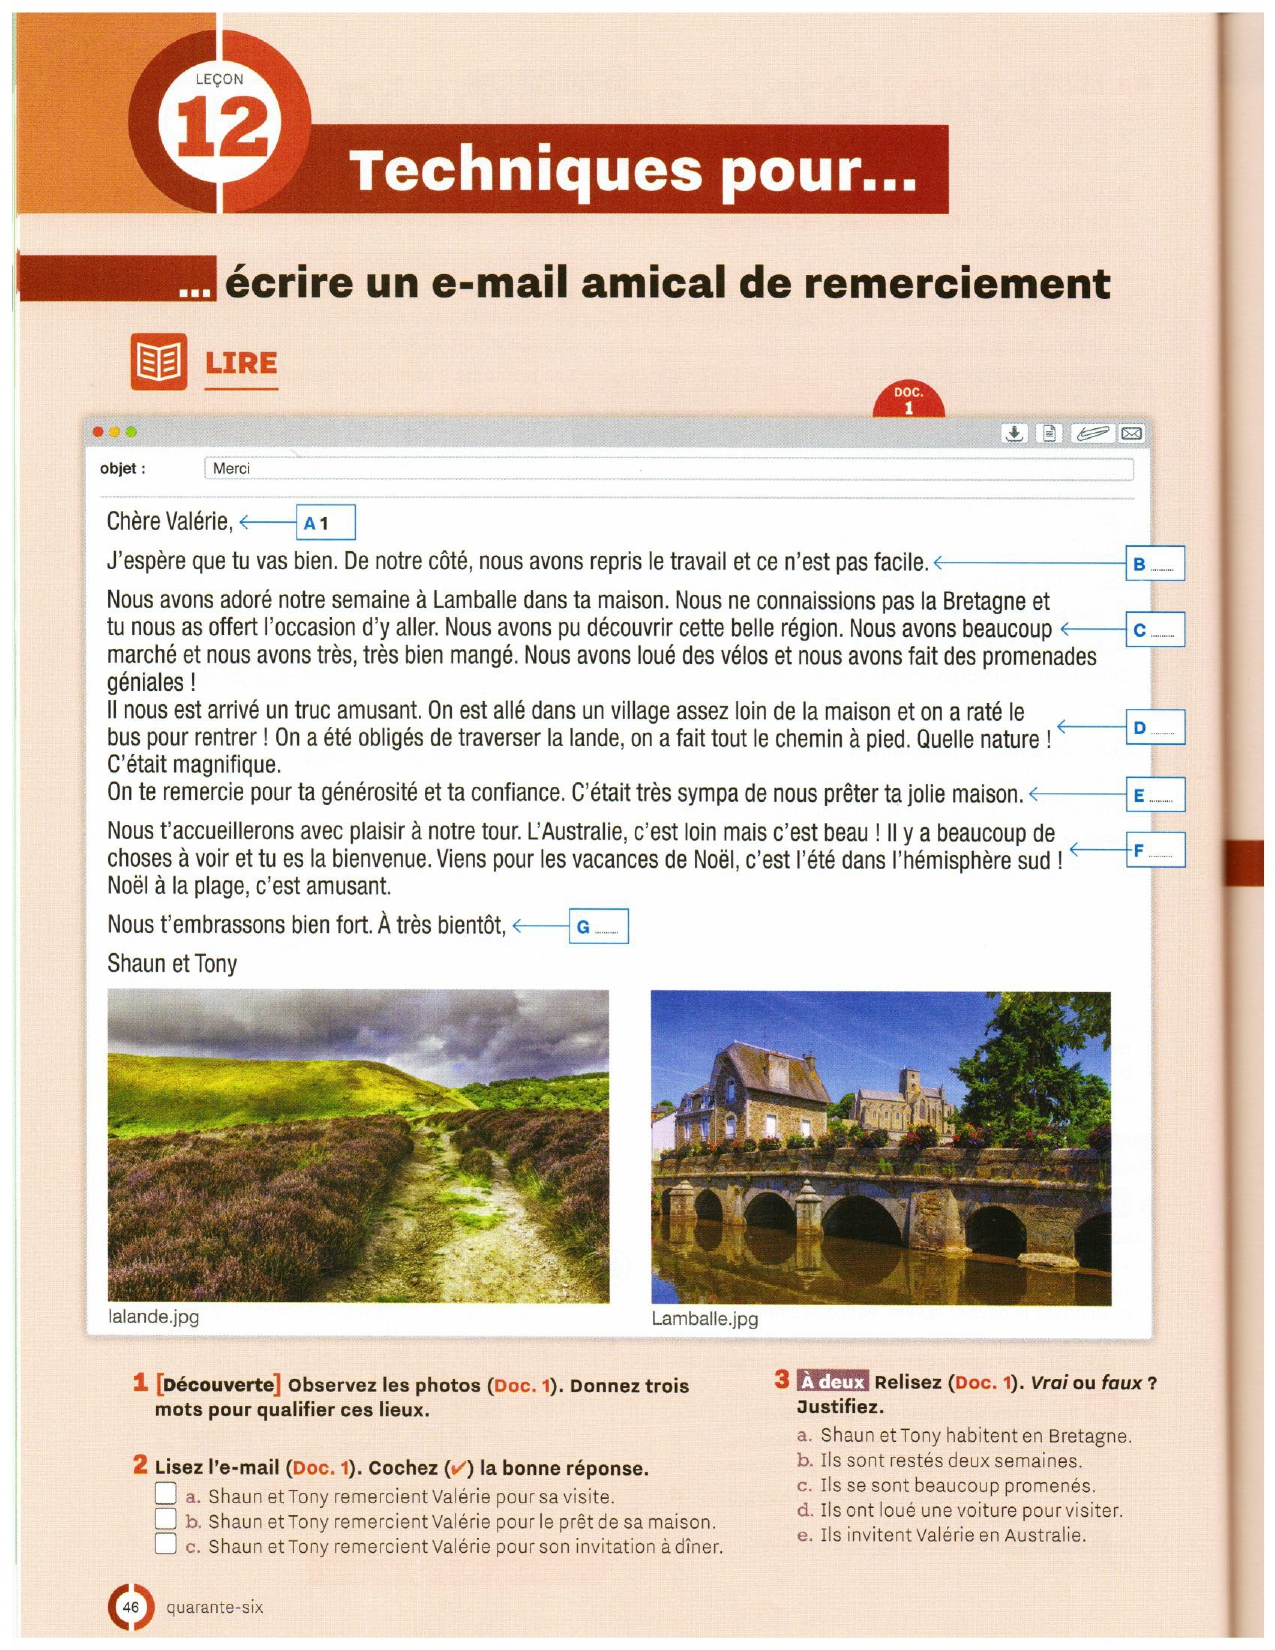 LEÇON
12
Techniques pour...
... écrire un e-mail amical de remerciement
LIRE
DOC.
1
objet : Merci
Chère Valérie, A 1
J'espère que tu vas bien. De notre côté, nous avons repris le travail et ce n'est pas facile. B ........
Nous avons adoré notre semaine à Lamballe dans ta maison. Nous ne connaissions pas la Bretagne et
tu nous as offert l'occasion d'y aller. Nous avons pu découvrir cette belle région. Nous avons beaucoup C ........
marché et nous avons très, très bien mangé. Nous avons loué des vélos et nous avons fait des promenades
géniales !
Il nous est arrivé un truc amusant. On est allé dans un village assez loin de la maison et on a raté le
bus pour rentrer ! On a été obligés de traverser la lande, on a fait tout le chemin à pied. Quelle nature ! D ........
C'était magnifique.
On te remercie pour ta générosité et ta confiance. C'était très sympa de nous prêter ta jolie maison. E ........
Nous t'accueillerons avec plaisir à notre tour. L'Australie, c'est loin mais c'est beau ! Il y a beaucoup de
choses à voir et tu es la bienvenue. Viens pour les vacances de Noël, c'est l'été dans l'hémisphère sud ! F ........
Noël à la plage, c'est amusant.
Nous t'embrassons bien fort. À très bientôt, G ........
Shaun et Tony
lalande.jpg
Lamballe.jpg
1 [Découverte] Observez les photos (Doc. 1). Donnez trois
mots pour qualifier ces lieux.
2 Lisez l'e-mail (Doc. 1). Cochez (✓) la bonne réponse.
a. Shaun et Tony remercient Valérie pour sa visite.
b. Shaun et Tony remercient Valérie pour le prêt de sa maison.
c. Shaun et Tony remercient Valérie pour son invitation à dîner.
3 À deux Relisez (Doc. 1). Vrai ou faux ?
Justifiez.
a. Shaun et Tony habitent en Bretagne.
b. Ils sont restés deux semaines.
c. Ils se sont beaucoup promenés.
d. Ils ont loué une voiture pour visiter.
e. Ils invitent Valérie en Australie.
46 quarante-six